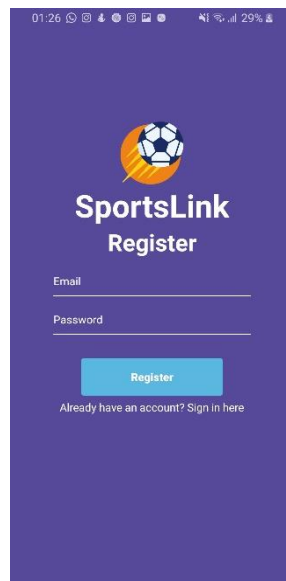 01:26 29%
SportsLink
Register
Email
Password
Register
Already have an account? Sign in here